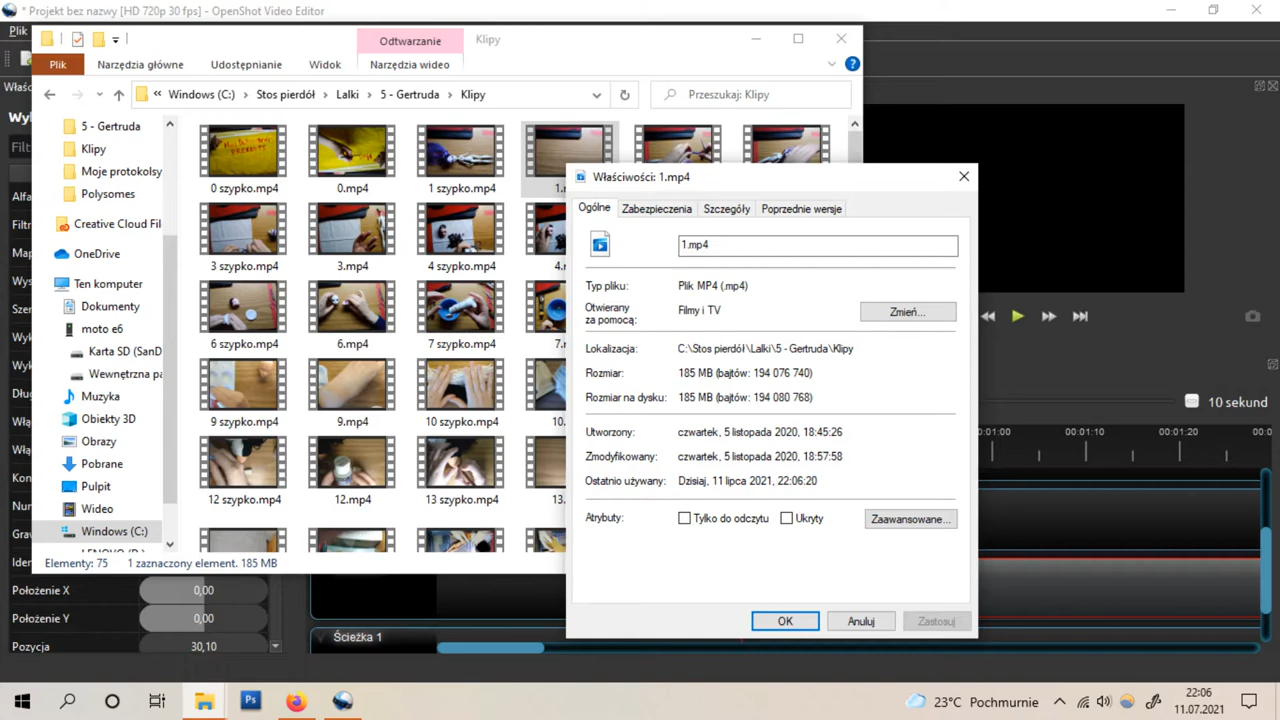 * Projekt bez nazwy [HD 720p 30 fps] - OpenShot Video Editor
Plik
Odtwarzanie
Klipy
Plik
Narzędzia główne
Udostępnianie
Widok
Narzędzia wideo
« Windows (C:) > Stos pierdół > Lalki > 5 - Gertruda > Klipy
Przeszukaj: Klipy
5 - Gertruda
Klipy
Moje protokolsy
Polysomes
Creative Cloud Fil
OneDrive
Ten komputer
Dokumenty
moto e6
Karta SD (SanD
Wewnętrzna pa
Muzyka
Obiekty 3D
Obrazy
Pobrane
Pulpit
Wideo
Windows (C:)
0 szypko.mp4
0.mp4
1 szypko.mp4
3 szypko.mp4
3.mp4
4 szypko.mp4
6 szypko.mp4
6.mp4
7 szypko.mp4
9 szypko.mp4
9.mp4
10 szypko.mp4
12 szypko.mp4
12.mp4
13 szypko.mp4
Elementy: 75
1 zaznaczony element. 185 MB
Właściwości: 1.mp4
Ogólne
Zabezpieczenia
Szczegóły
Poprzednie wersje
1.mp4
Typ pliku:
Plik MP4 (.mp4)
Otwierany
za pomocą:
Filmy i TV
Zmień...
Lokalizacja:
C:\Stos pierdół\Lalki\5 - Gertruda\Klipy
Rozmiar:
185 MB (bajtów: 194 076 740)
Rozmiar na dysku:
185 MB (bajtów: 194 080 768)
Utworzony:
czwartek, 5 listopada 2020, 18:45:26
Zmodyfikowany:
czwartek, 5 listopada 2020, 18:57:58
Ostatnio używany:
Dzisiaj, 11 lipca 2021, 22:06:20
Atrybuty:
Tylko do odczytu
Ukryty
Zaawansowane...
OK
Anuluj
Zastosuj
10 sekund
0:01:00
00:01:10
00:01:20
Położenie X
0,00
Położenie Y
0,00
Pozycja
30,10
Ścieżka 1
Ps
23°C Pochmurnie
22:06
11.07.2021